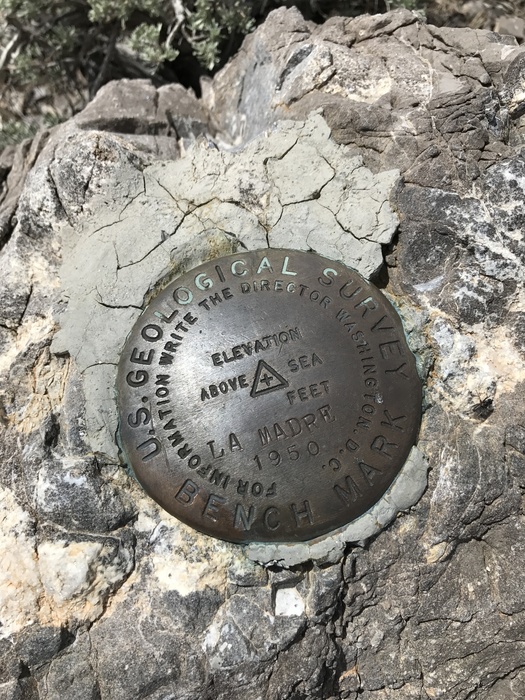 U.S. GEOLOGICAL SURVEY
FOR INFORMATION WRITE THE DIRECTOR WASHINGTON, D.C.
ELEVATION
ABOVE SEA
FEET
LA MADRE
1950
BENCH MARK